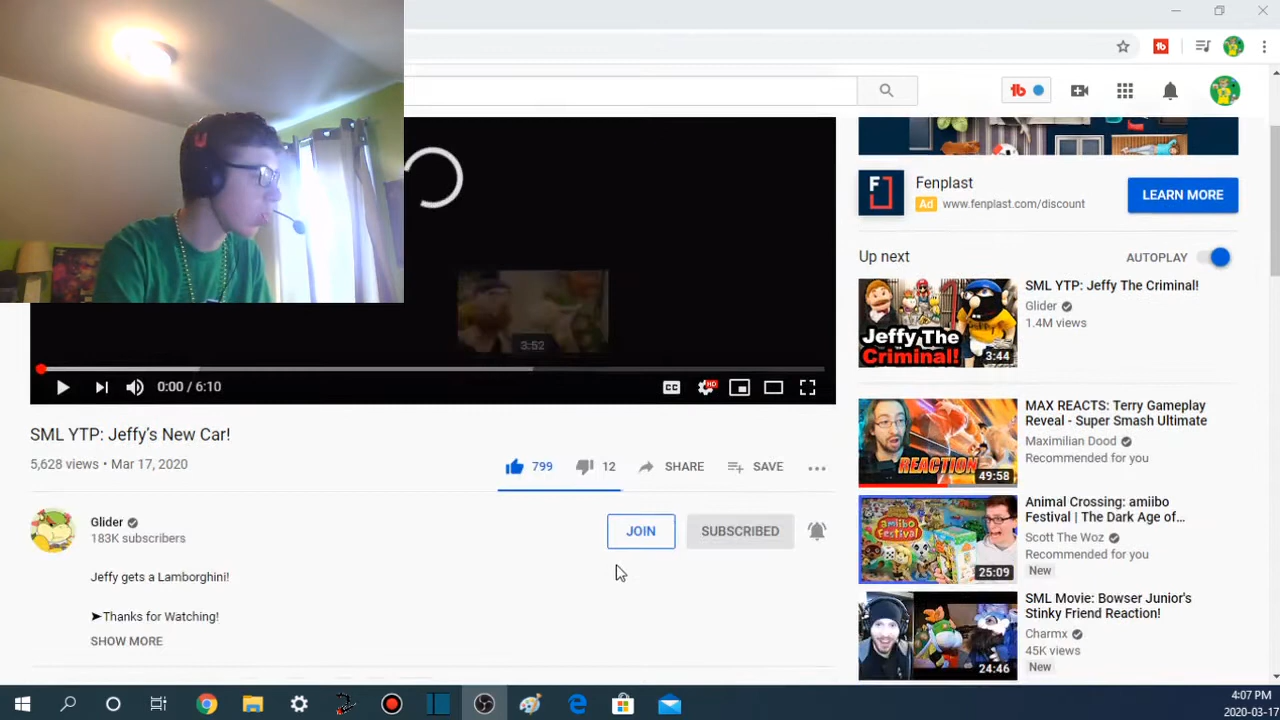 Fenplast
Ad www.fenplast.com/discount
LEARN MORE
Up next
AUTOPLAY
SML YTP: Jeffy The Criminal!
Glider
1.4M views
Jeffy The
Criminal!
3:44
3:52
0:00 / 6:10
CC
HD
MAX REACTS: Terry Gameplay
Reveal - Super Smash Ultimate
Maximilian Dood
Recommended for you
REACTION
49:58
SML YTP: Jeffy's New Car!
5,628 views • Mar 17, 2020
799
12
SHARE
SAVE
Glider
183K subscribers
JOIN
SUBSCRIBED
Jeffy gets a Lamborghini!
➤Thanks for Watching!
SHOW MORE
Animal Crossing: amiibo
Festival | The Dark Age of…
Scott The Woz
Recommended for you
New
25:09
SML Movie: Bowser Junior's
Stinky Friend Reaction!
Charmx
45K views
New
24:46
4:07 PM
2020-03-17